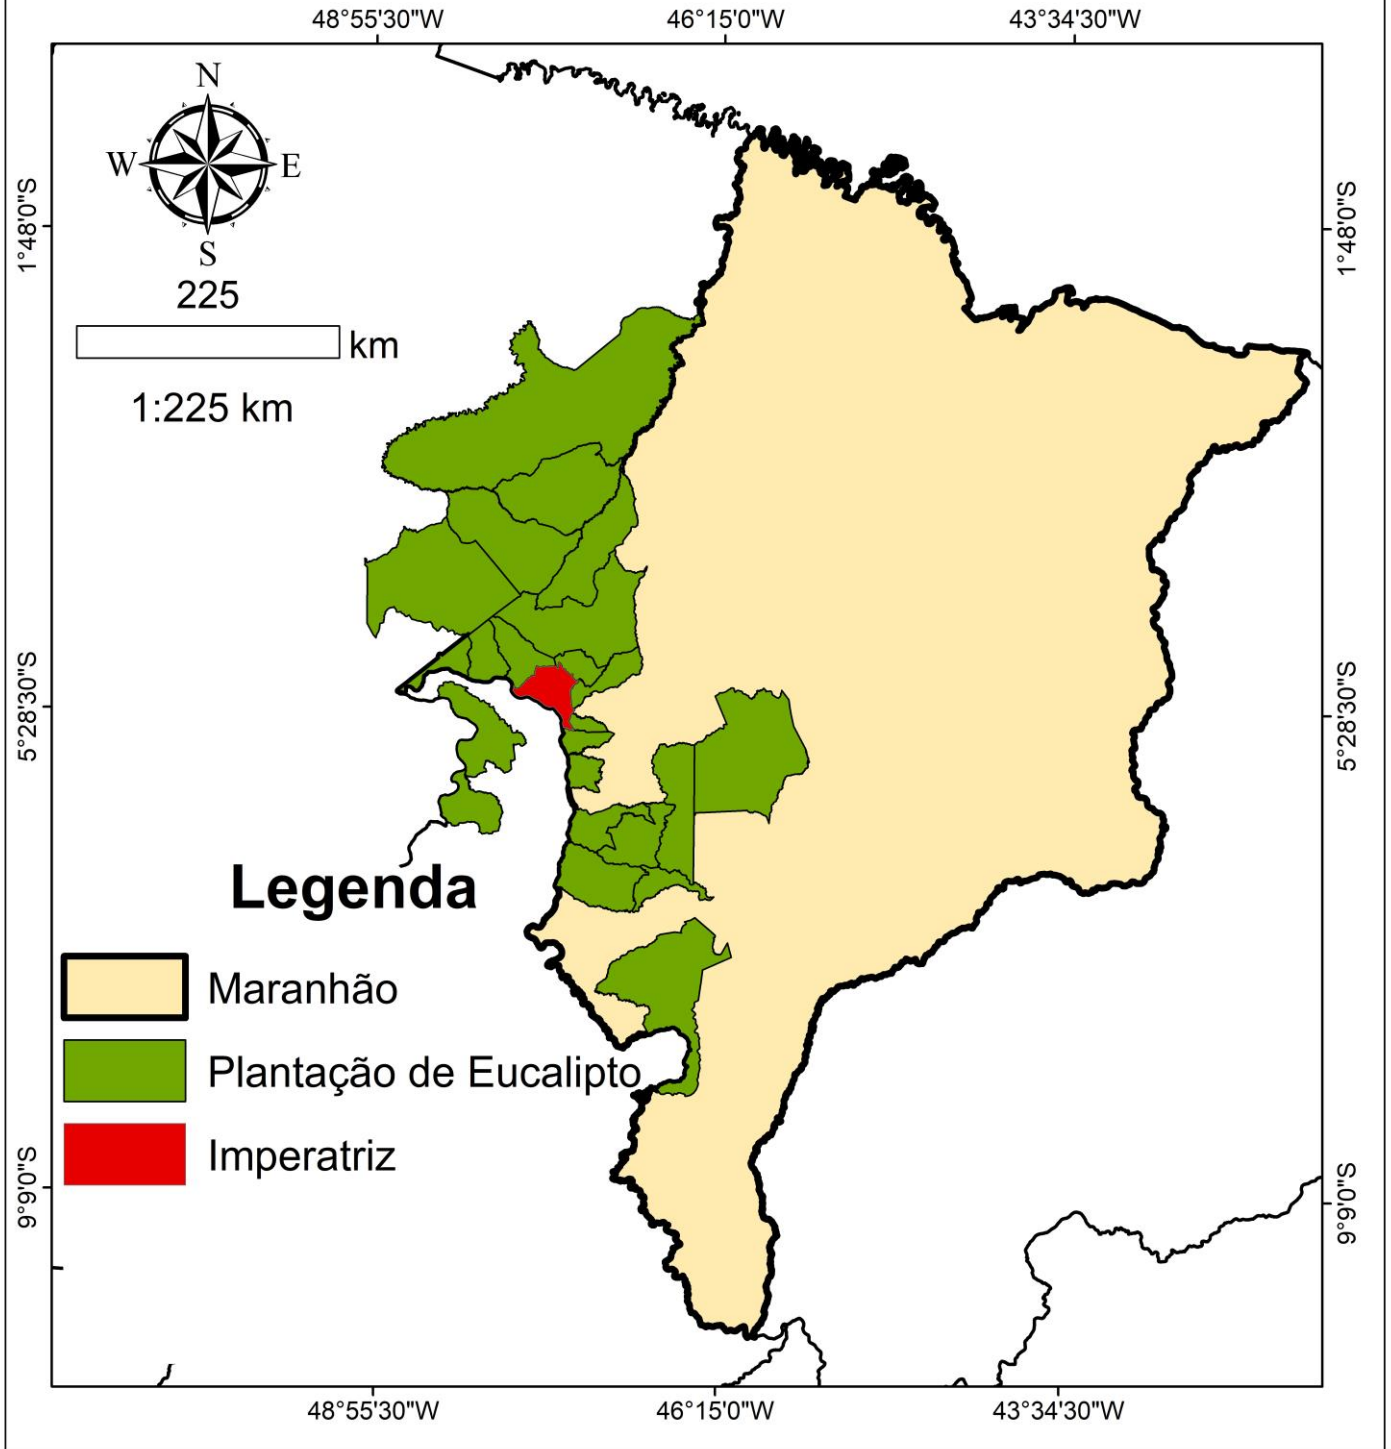 48°55'30"W 46°15'0"W 43°34'30"W
N
W E
S
1°48'0"S 1°48'0"S
225
km
1:225 km
5°28'30"S 5°28'30"S
Legenda
Maranhão
Plantação de Eucalipto
Imperatriz
9°9'0"S 9°9'0"S
48°55'30"W 46°15'0"W 43°34'30"W